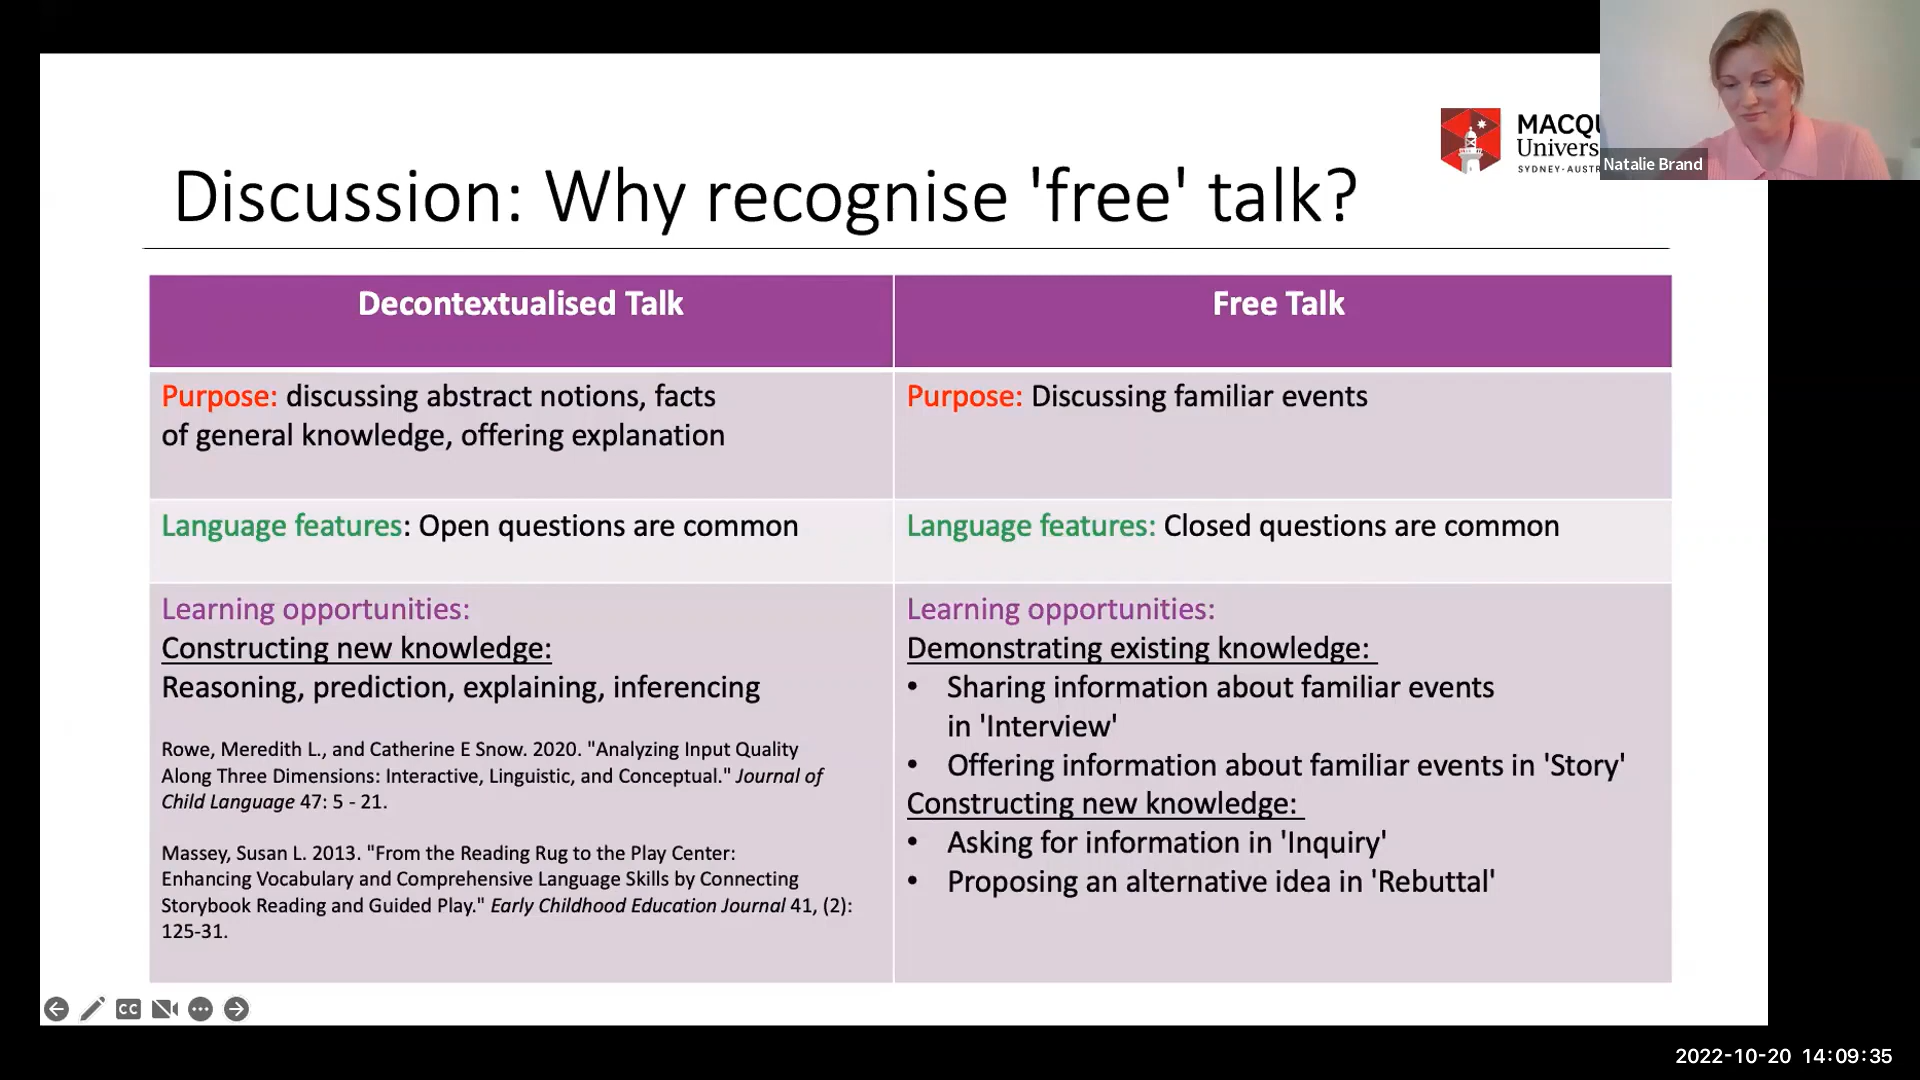 MACQU
Univers
SYDNEY-AUSTR
Natalie Brand
Discussion: Why recognise 'free' talk?
Decontextualised Talk
Free Talk
Purpose: discussing abstract notions, facts
of general knowledge, offering explanation
Purpose: Discussing familiar events
Language features: Open questions are common
Language features: Closed questions are common
Learning opportunities:
Constructing new knowledge:
Reasoning, prediction, explaining, inferencing
Rowe, Meredith L., and Catherine E Snow. 2020. "Analyzing Input Quality
Along Three Dimensions: Interactive, Linguistic, and Conceptual." Journal of
Child Language 47: 5 - 21.
Massey, Susan L. 2013. "From the Reading Rug to the Play Center:
Enhancing Vocabulary and Comprehensive Language Skills by Connecting
Storybook Reading and Guided Play." Early Childhood Education Journal 41, (2):
125-31.
Learning opportunities:
Demonstrating existing knowledge:
• Sharing information about familiar events
in 'Interview'
• Offering information about familiar events in 'Story'
Constructing new knowledge:
• Asking for information in 'Inquiry'
• Proposing an alternative idea in 'Rebuttal'
CC
2022-10-20 14:09:35